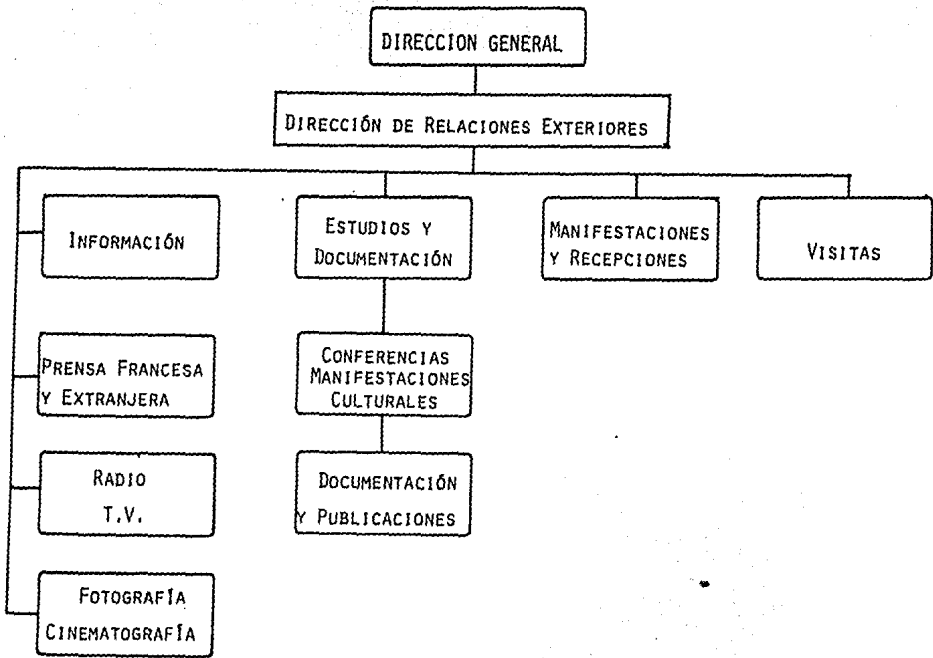 DIRECCION GENERAL
DIRECCIÓN DE RELACIONES EXTERIORES
INFORMACIÓN
ESTUDIOS Y
DOCUMENTACIÓN
MANIFESTACIONES
Y RECEPCIONES
VISITAS
PRENSA FRANCESA
Y EXTRANJERA
CONFERENCIAS
MANIFESTACIONES
CULTURALES
RADIO
T.V.
DOCUMENTACIÓN
Y PUBLICACIONES
FOTOGRAFÍA
CINEMATOGRAFÍA